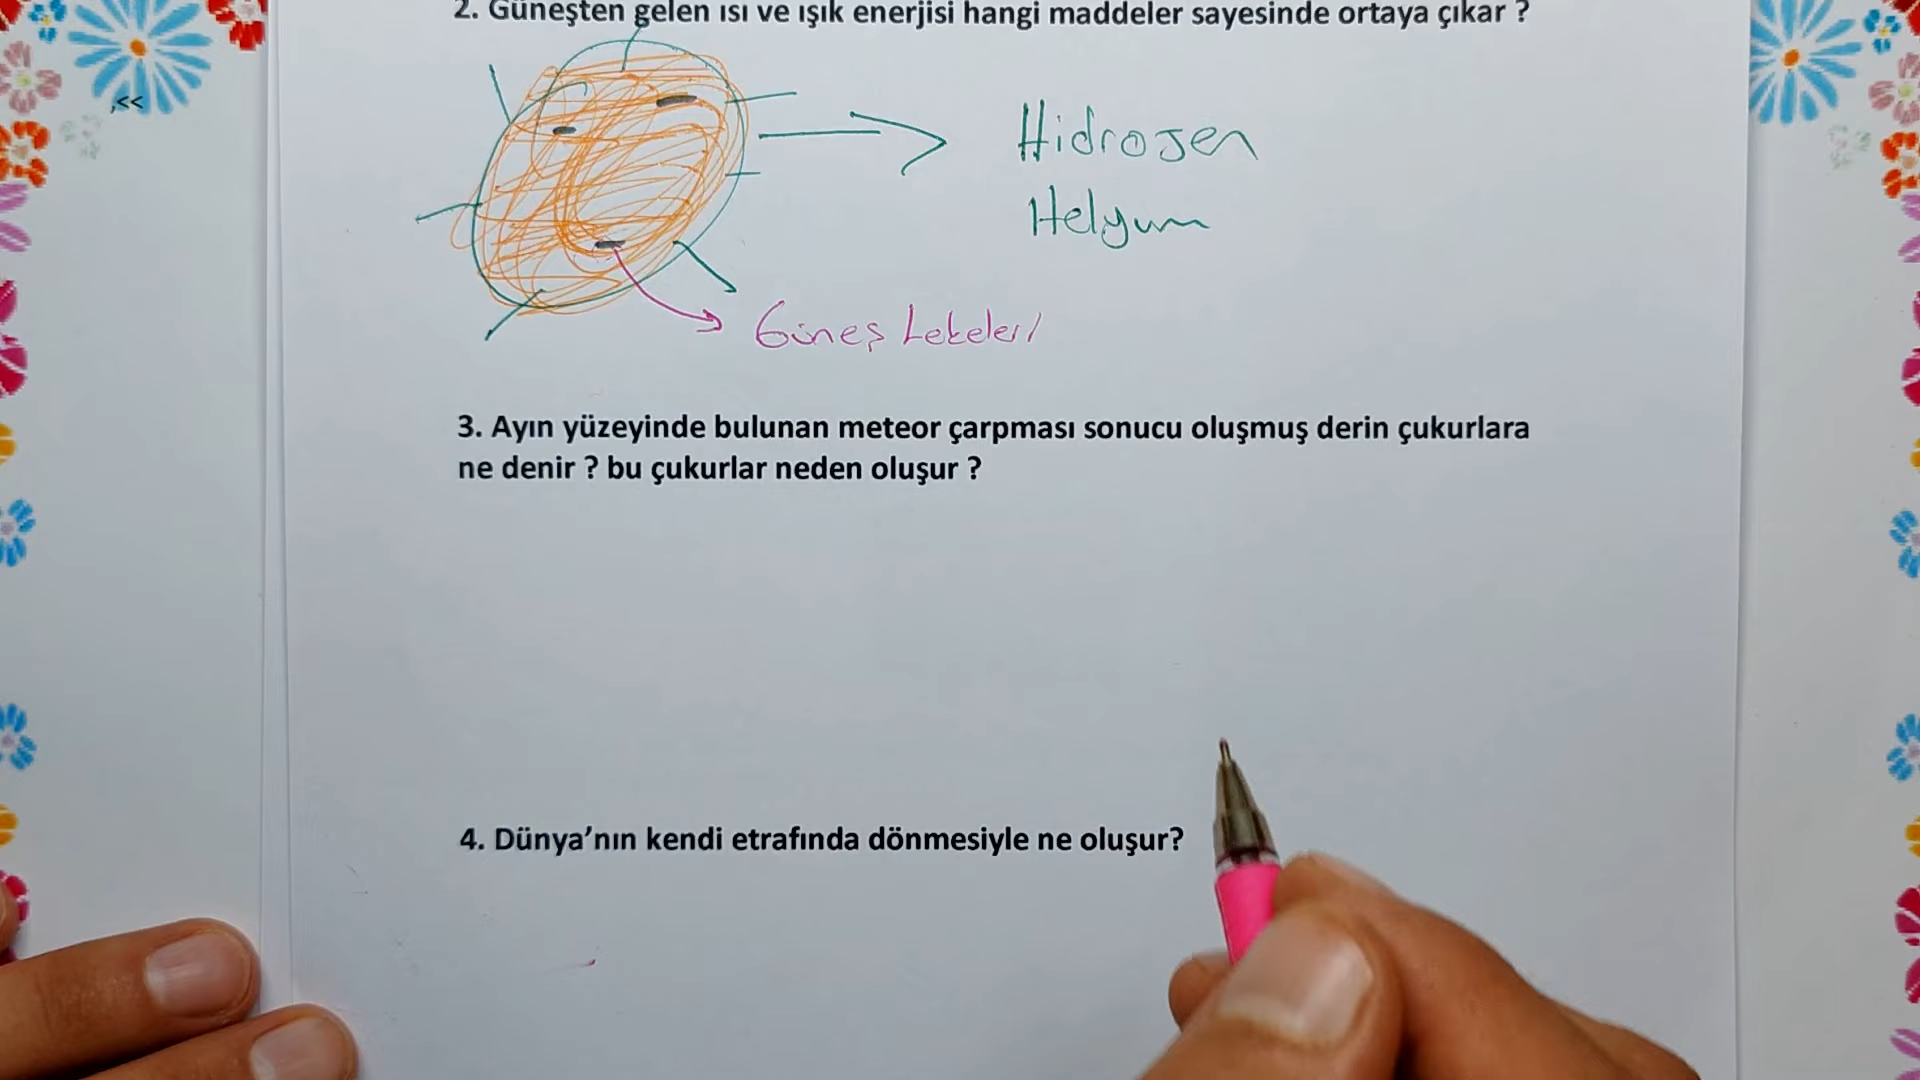 2. Güneşten gelen ısı ve ışık enerjisi hangi maddeler sayesinde ortaya çıkar ?
,<<
Hidrojen
Helyum
Güneş Lekeleri
3. Ayın yüzeyinde bulunan meteor çarpması sonucu oluşmuş derin çukurlara
ne denir ? bu çukurlar neden oluşur ?
4. Dünya’nın kendi etrafında dönmesiyle ne oluşur?